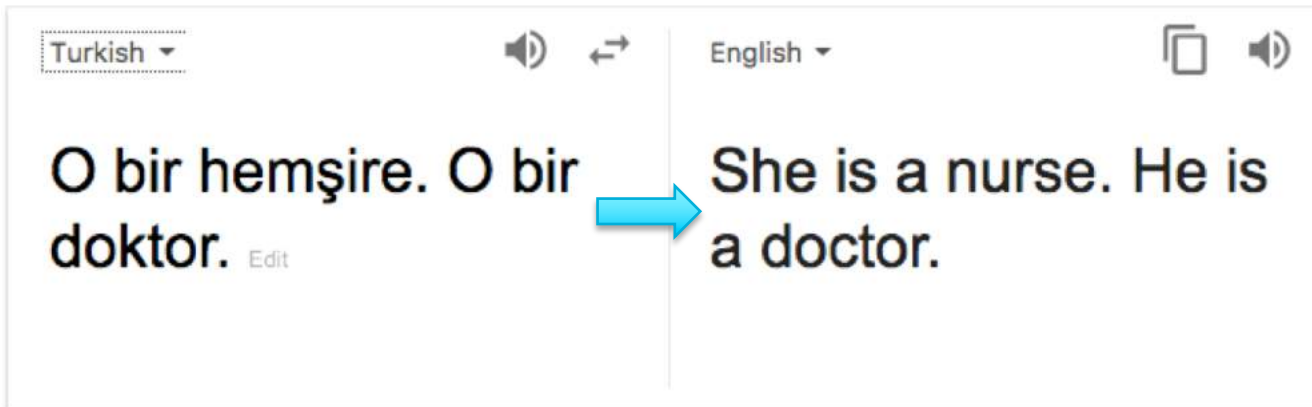 Turkish
English
O bir hemşire. O bir
doktor. Edit
She is a nurse. He is
a doctor.